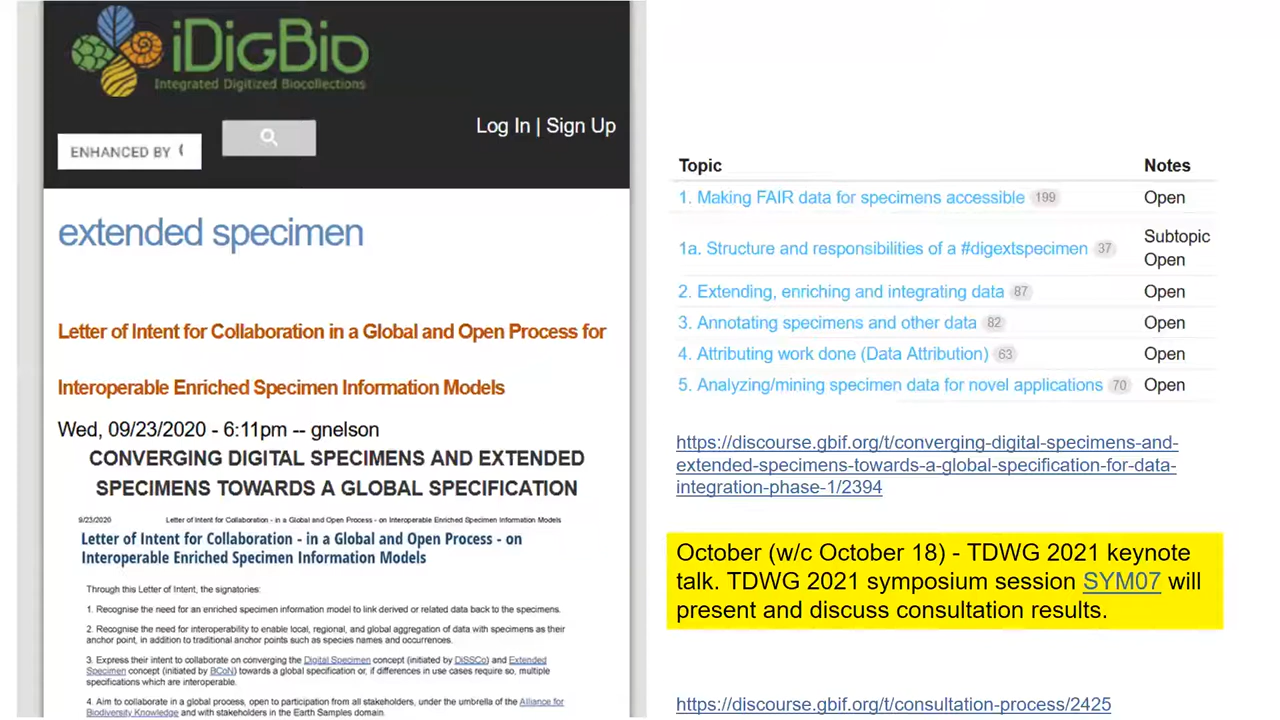 iDigBio
Integrated Digitized Biocollections
Log In | Sign Up
ENHANCED BY
extended specimen
Letter of Intent for Collaboration in a Global and Open Process for
Interoperable Enriched Specimen Information Models
Wed, 09/23/2020 - 6:11pm -- gnelson
CONVERGING DIGITAL SPECIMENS AND EXTENDED
SPECIMENS TOWARDS A GLOBAL SPECIFICATION
9/23/2020 Letter of Intent for Collaboration - in a Global and Open Process - on Interoperable Enriched Specimen Information Models
Letter of Intent for Collaboration - in a Global and Open Process - on
Interoperable Enriched Specimen Information Models
Through this Letter of Intent, the signatories:
1. Recognise the need for an enriched specimen information model to link derived or related data back to the specimens.
2. Recognise the need for interoperability to enable local, regional, and global aggregation of data with specimens as their
anchor point, in addition to traditional anchor points such as species names and occurrences.
3. Express their intent to collaborate on converging the Digital Specimen concept (initiated by DiSSCo) and Extended
Specimen concept (initiated by BCoN) towards a global specification or, if differences in use cases require so, multiple
specifications which are interoperable.
4. Aim to collaborate in a global process, open to participation from all stakeholders, under the umbrella of the Alliance for
Biodiversity Knowledge and with stakeholders in the Earth Samples domain.
Topic Notes
1. Making FAIR data for specimens accessible 199 Open
1a. Structure and responsibilities of a #digextspecimen 37 Subtopic
Open
2. Extending, enriching and integrating data 87 Open
3. Annotating specimens and other data 82 Open
4. Attributing work done (Data Attribution) 63 Open
5. Analyzing/mining specimen data for novel applications 70 Open
https://discourse.gbif.org/t/converging-digital-specimens-and-
extended-specimens-towards-a-global-specification-for-data-
integration-phase-1/2394
October (w/c October 18) - TDWG 2021 keynote
talk. TDWG 2021 symposium session SYM07 will
present and discuss consultation results.
https://discourse.gbif.org/t/consultation-process/2425